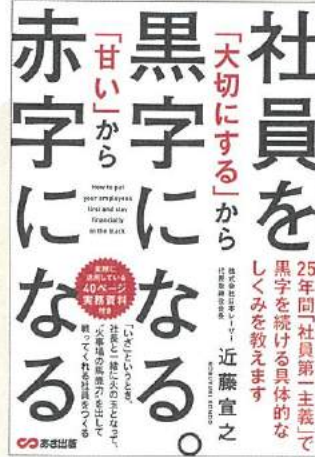 社員を
「大切にする」から
黒字になる。
「甘い」から
赤字になる
How to put
your employees
first and stay
financially
in the black
25年間「社員第一主義」で
黒字を続ける具体的な
しくみを教えます
株式会社日本レーザー
代表取締役会長
近藤宣之
KONDO NOBUYUKI
実際に
活用している
40ページ
実務資料
付き
「いざ」というとき、
社長と一緒に火の玉となって、
“火事場の馬鹿力”を出して
戦ってくれる社員をつくる
あさ出版